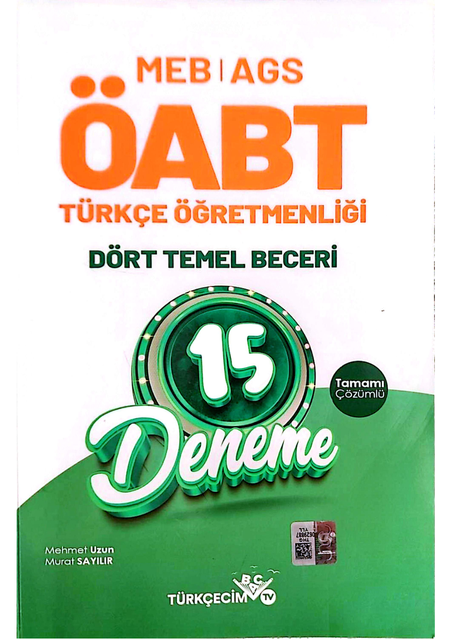 MEB | AGS
ÖABT
TÜRKÇE ÖĞRETMENLİĞİ
DÖRT TEMEL BECERİ
15
Deneme
Tamamı
Çözümlü
Mehmet Uzun
Murat SAYILIR
TÜRKÇECİM TV